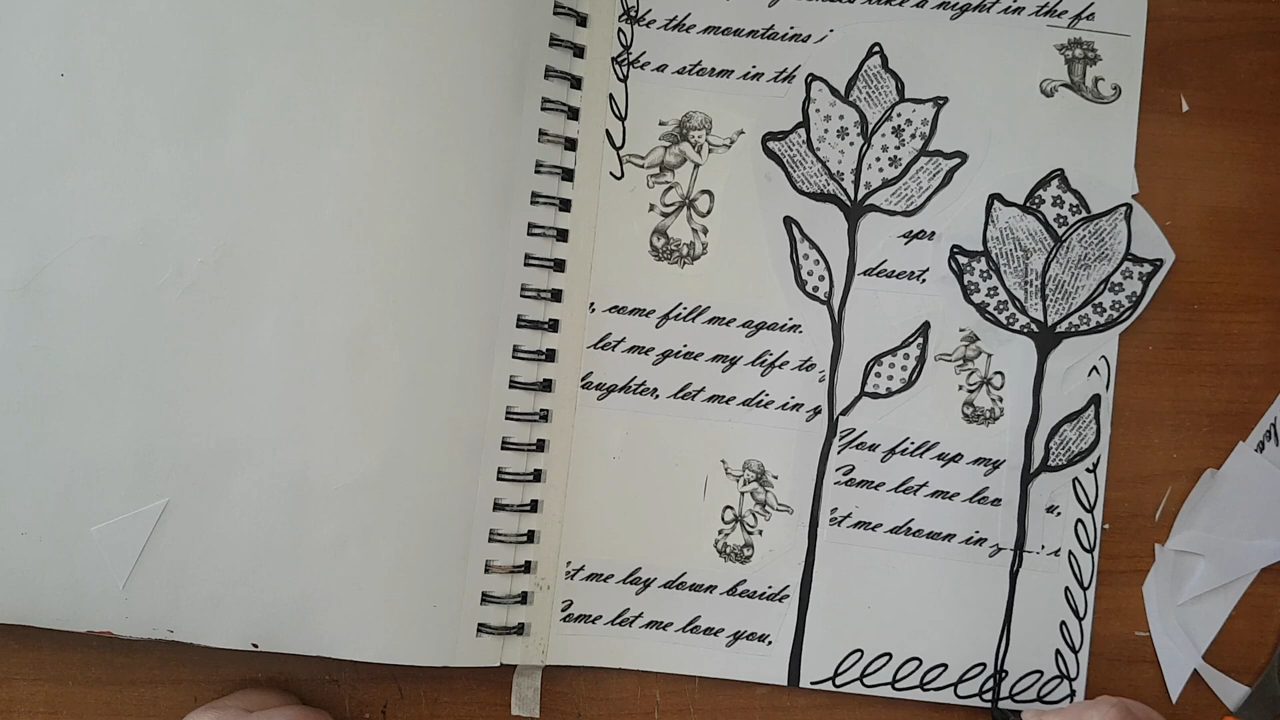 like a night in the fo
like the mountains i
like a storm in th
spr
desert,
, come fill me again.
let me give my life to
laughter, let me die in y
You fill up my
Come let me lov
u,
let me drown in
let me lay down beside
Come let me love you,